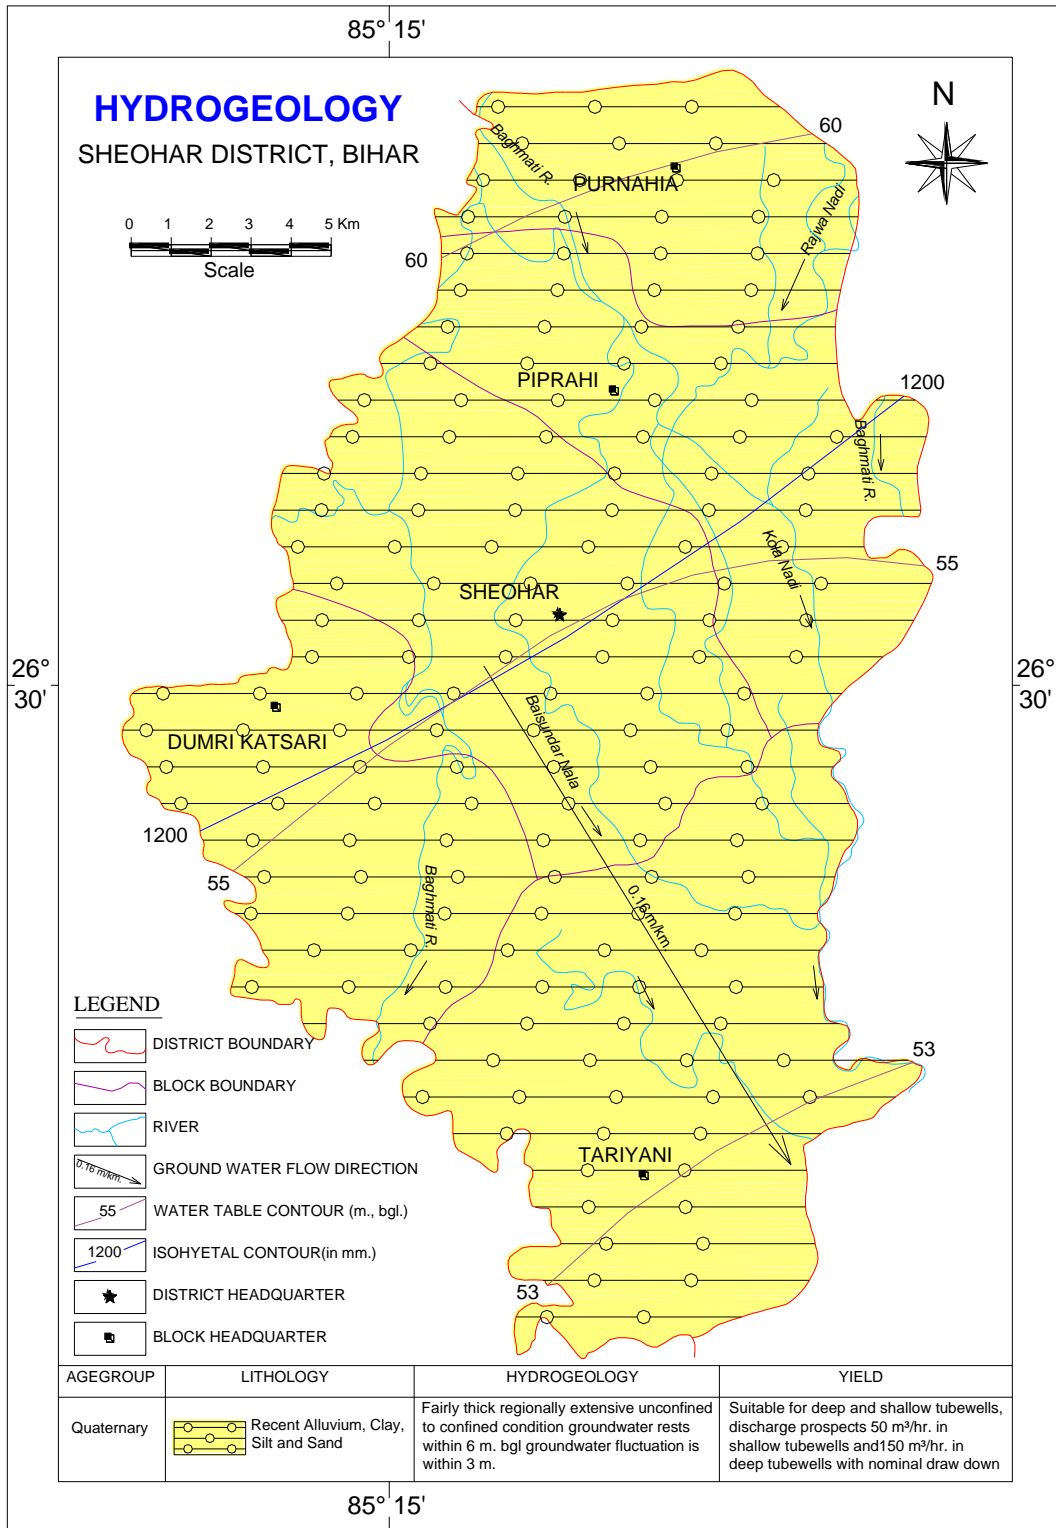 85° 15'
HYDROGEOLOGY
SHEOHAR DISTRICT, BIHAR
N
0 1 2 3 4 5 Km
Scale
60
Baghmati R.
PURNAHIA
Rajwa Nadi
60
PIPRAHI
1200
Baghmati R.
Kola Nadi
55
SHEOHAR
26°
30'
26°
30'
Baisundar Nala
DUMRI KATSARI
1200
55
Baghmati R.
0.16 m/km.
53
TARIYANI
53
LEGEND
DISTRICT BOUNDARY
BLOCK BOUNDARY
RIVER
0.16 m/km.
GROUND WATER FLOW DIRECTION
55
WATER TABLE CONTOUR (m., bgl.)
1200
ISOHYETAL CONTOUR(in mm.)
DISTRICT HEADQUARTER
BLOCK HEADQUARTER
AGEGROUP
LITHOLOGY
HYDROGEOLOGY
YIELD
Quaternary
Recent Alluvium, Clay,
Silt and Sand
Fairly thick regionally extensive unconfined
to confined condition groundwater rests
within 6 m. bgl groundwater fluctuation is
within 3 m.
Suitable for deep and shallow tubewells,
discharge prospects 50 m³/hr. in
shallow tubewells and150 m³/hr. in
deep tubewells with nominal draw down
85° 15'